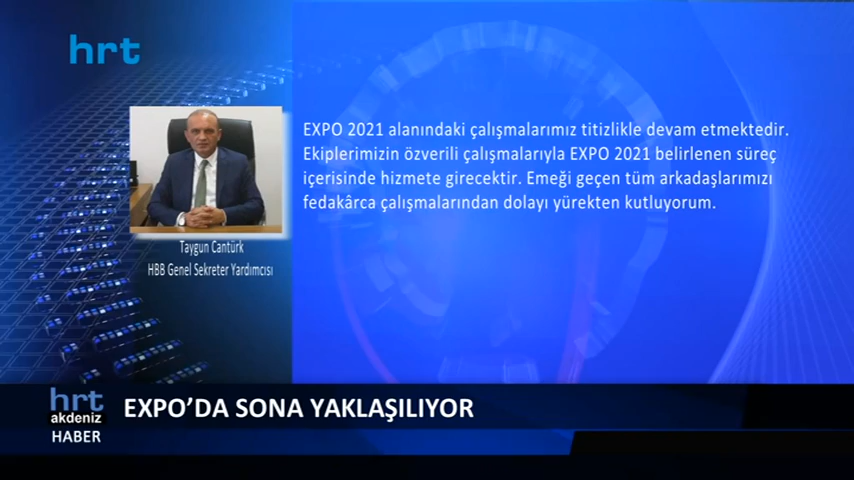 hrt
EXPO 2021 alanındaki çalışmalarımız titizlikle devam etmektedir.
Ekiplerimizin özverili çalışmalarıyla EXPO 2021 belirlenen süreç
içerisinde hizmete girecektir. Emeği geçen tüm arkadaşlarımızı
fedakârca çalışmalarından dolayı yürekten kutluyorum.
Taygun Cantürk
HBB Genel Sekreter Yardımcısı
hrt
akdeniz
HABER
EXPO’DA SONA YAKLAŞILIYOR